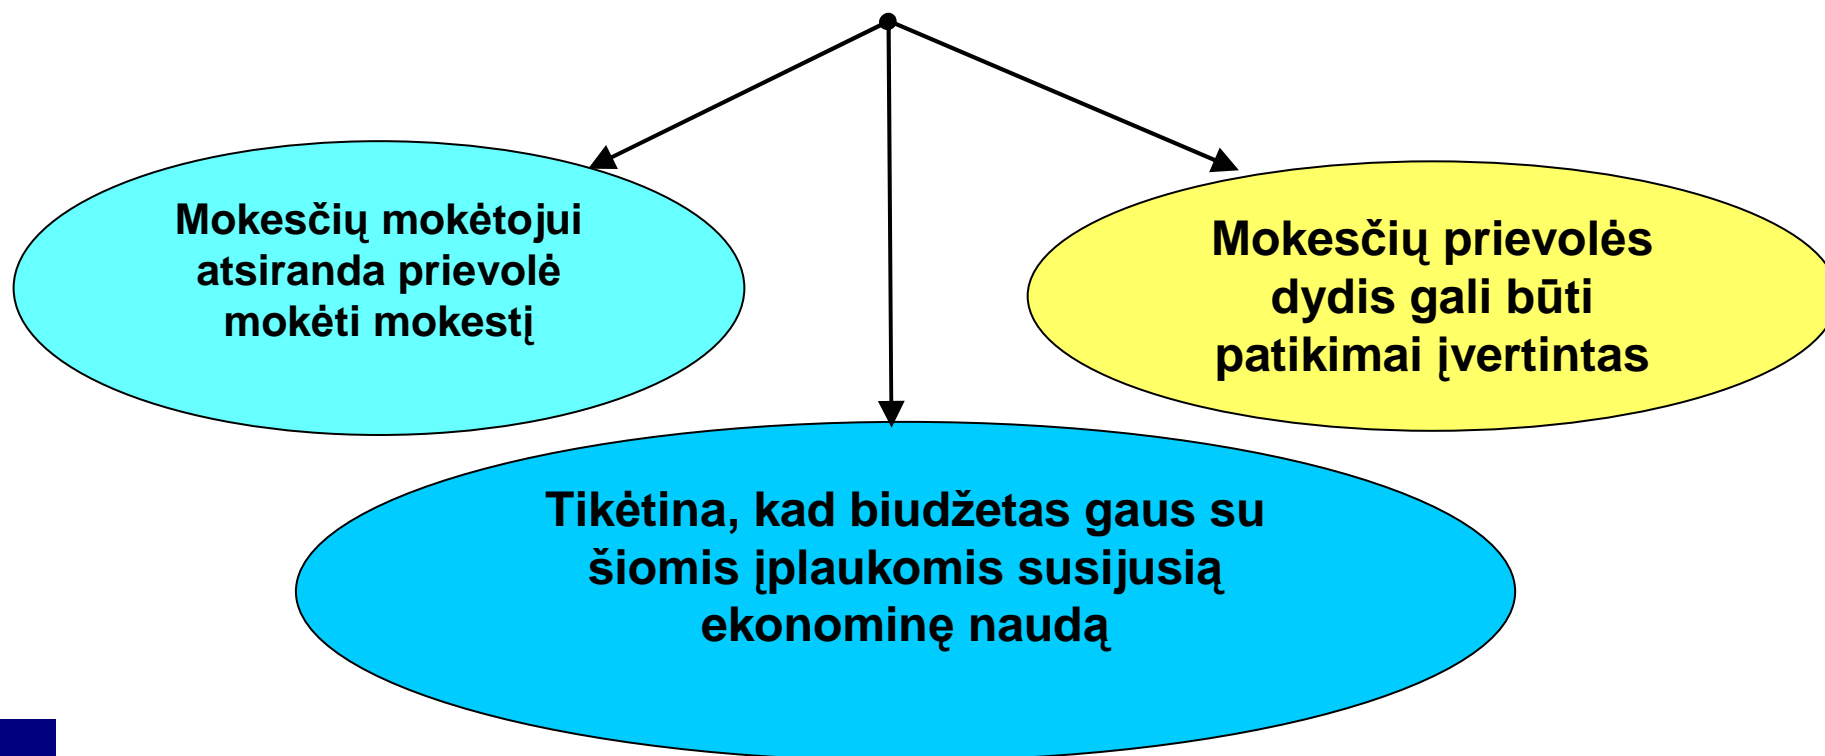 Mokesčių mokėtojui
atsiranda prievolė
mokėti mokestį
Mokesčių prievolės
dydis gali būti
patikimai įvertintas
Tikėtina, kad biudžetas gaus su
šiomis įplaukomis susijusią
ekonominę naudą